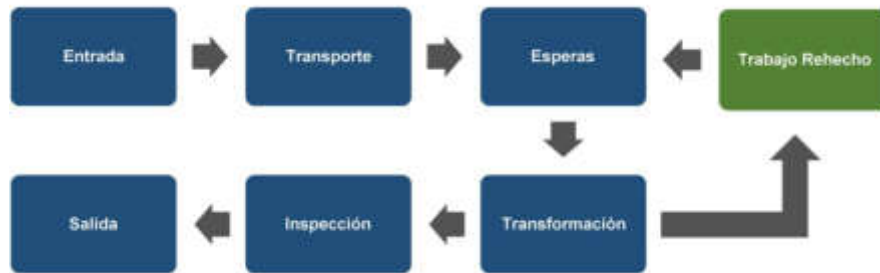 Entrada
Transporte
Esperas
Trabajo Rehecho
Salida
Inspección
Transformación